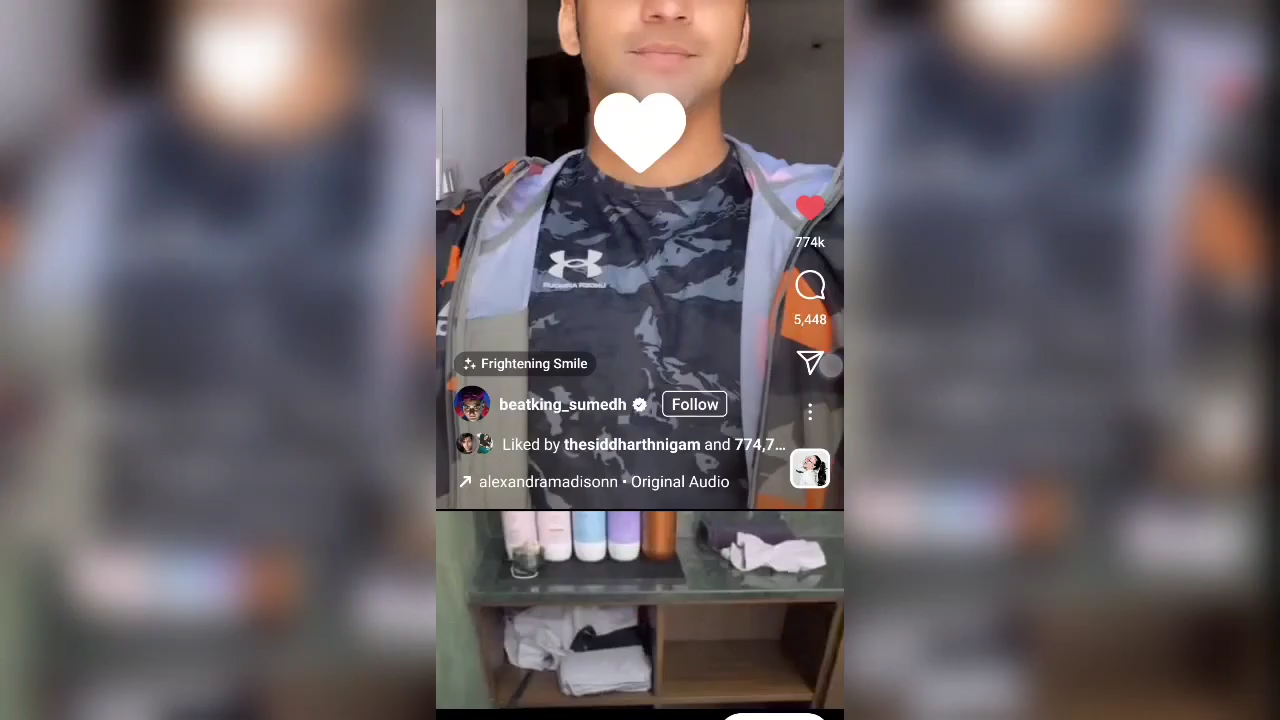 774k
5,448
Frightening Smile
beatking_sumedh Follow
Liked by thesiddharthnigam and 774,7...
alexandramadisonn • Original Audio